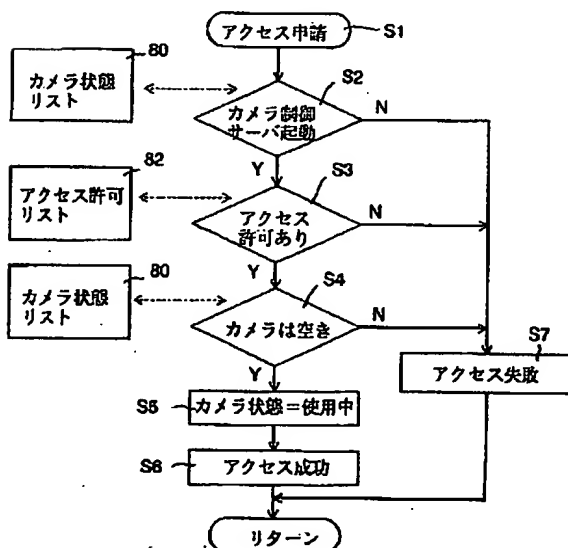 アクセス申請
S1
80
カメラ状態
リスト
S2
カメラ制御
サーバ起動
N
Y
82
アクセス許可
リスト
S3
アクセス
許可あり
N
Y
80
カメラ状態
リスト
S4
カメラは空き
N
Y
S7
アクセス失敗
S5
カメラ状態=使用中
S6
アクセス成功
リターン